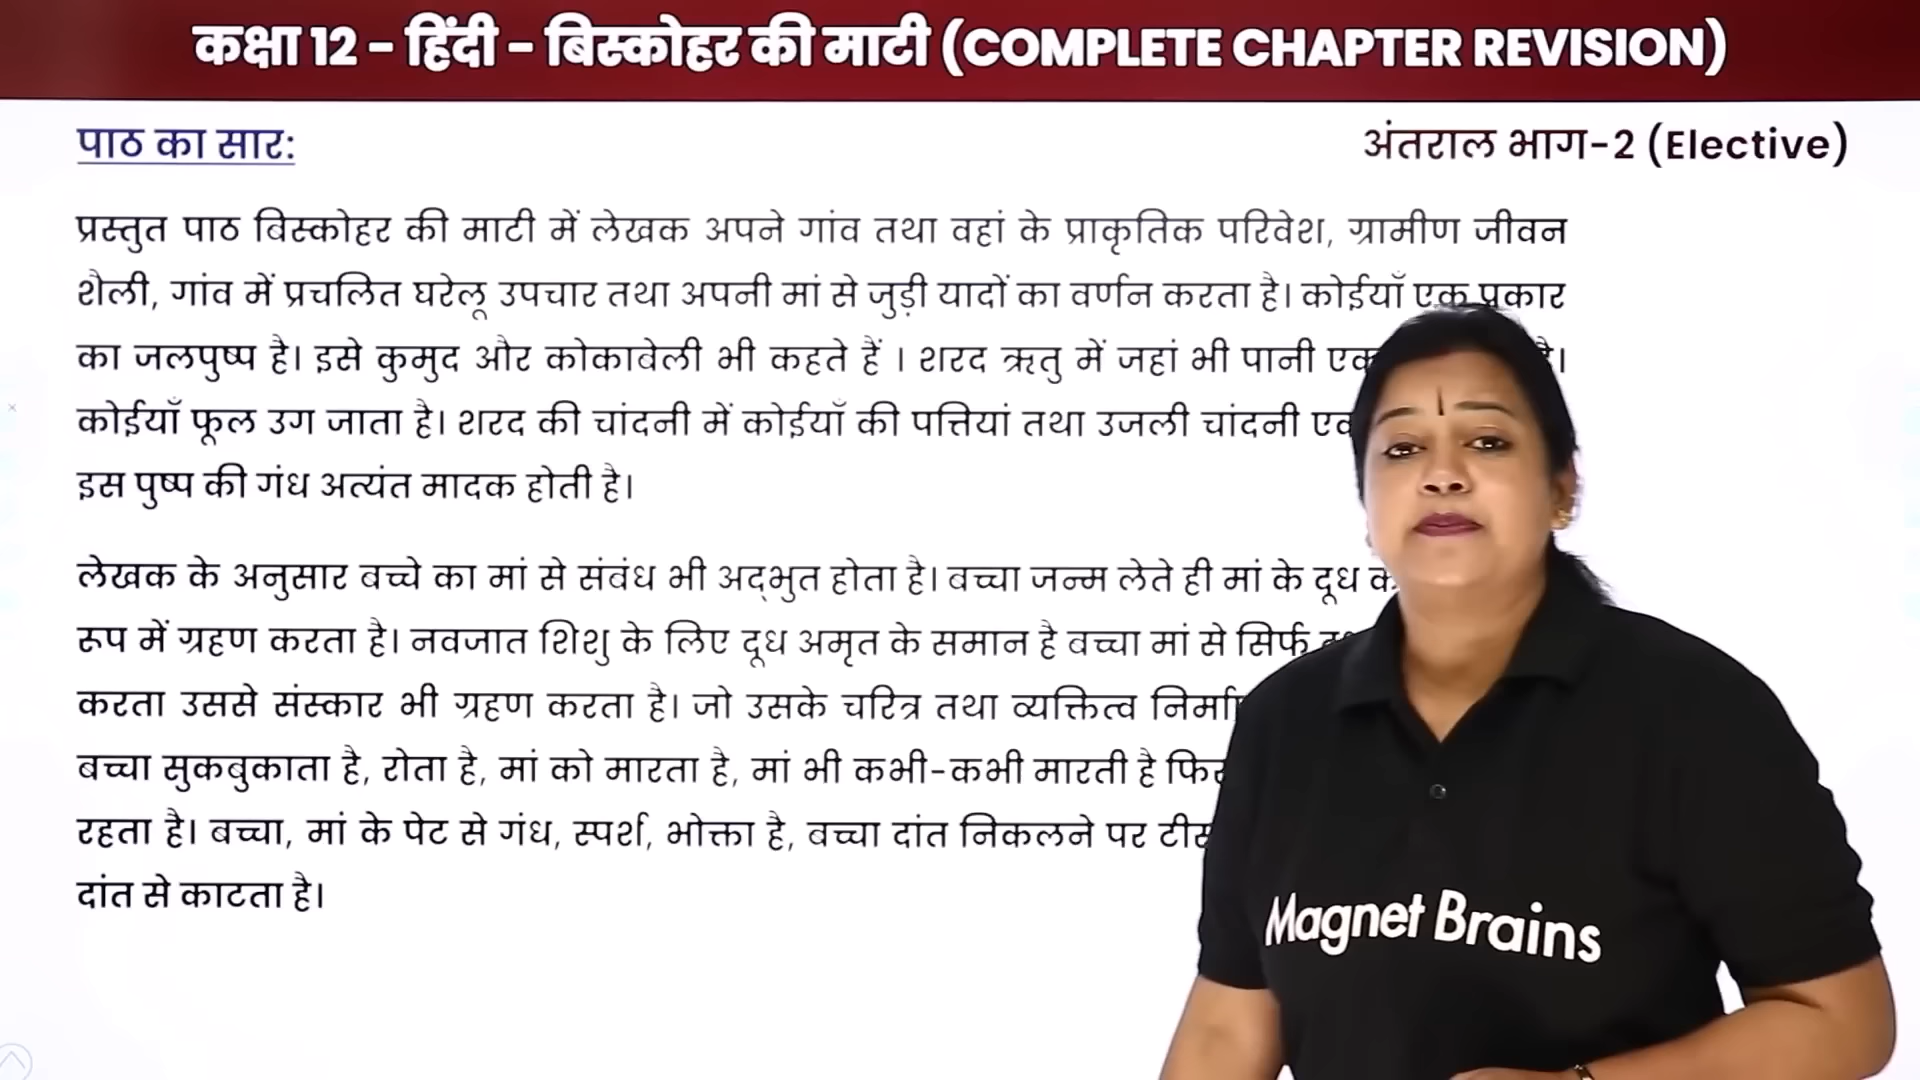 कक्षा 12 - हिंदी - बिस्कोहर की माटी (COMPLETE CHAPTER REVISION)
पाठ का सार:
अंतराल भाग-2 (Elective)
प्रस्तुत पाठ बिस्कोहर की माटी में लेखक अपने गांव तथा वहां के प्राकृतिक परिवेश, ग्रामीण जीवन
शैली, गांव में प्रचलित घरेलू उपचार तथा अपनी मां से जुड़ी यादों का वर्णन करता है। कोईयाँ एक प्रकार
का जलपुष्प है। इसे कुमुद और कोकाबेली भी कहते हैं । शरद ऋतु में जहां भी पानी है।
कोईयाँ फूल उग जाता है। शरद की चांदनी में कोईयाँ की पत्तियां तथा उजली चांदनी
इस पुष्प की गंध अत्यंत मादक होती है।
लेखक के अनुसार बच्चे का मां से संबंध भी अद्भुत होता है। बच्चा जन्म लेते ही मां के दूध
रूप में ग्रहण करता है। नवजात शिशु के लिए दूध अमृत के समान है बच्चा मां से सिर्फ
करता उससे संस्कार भी ग्रहण करता है। जो उसके चरित्र तथा व्यक्तित्व
बच्चा सुकबुकाता है, रोता है, मां को मारता है, मां भी कभी-कभी मारती है
रहता है। बच्चा, मां के पेट से गंध, स्पर्श, भोक्ता है, बच्चा दांत निकलने पर
दांत से काटता है।
Magnet Brains